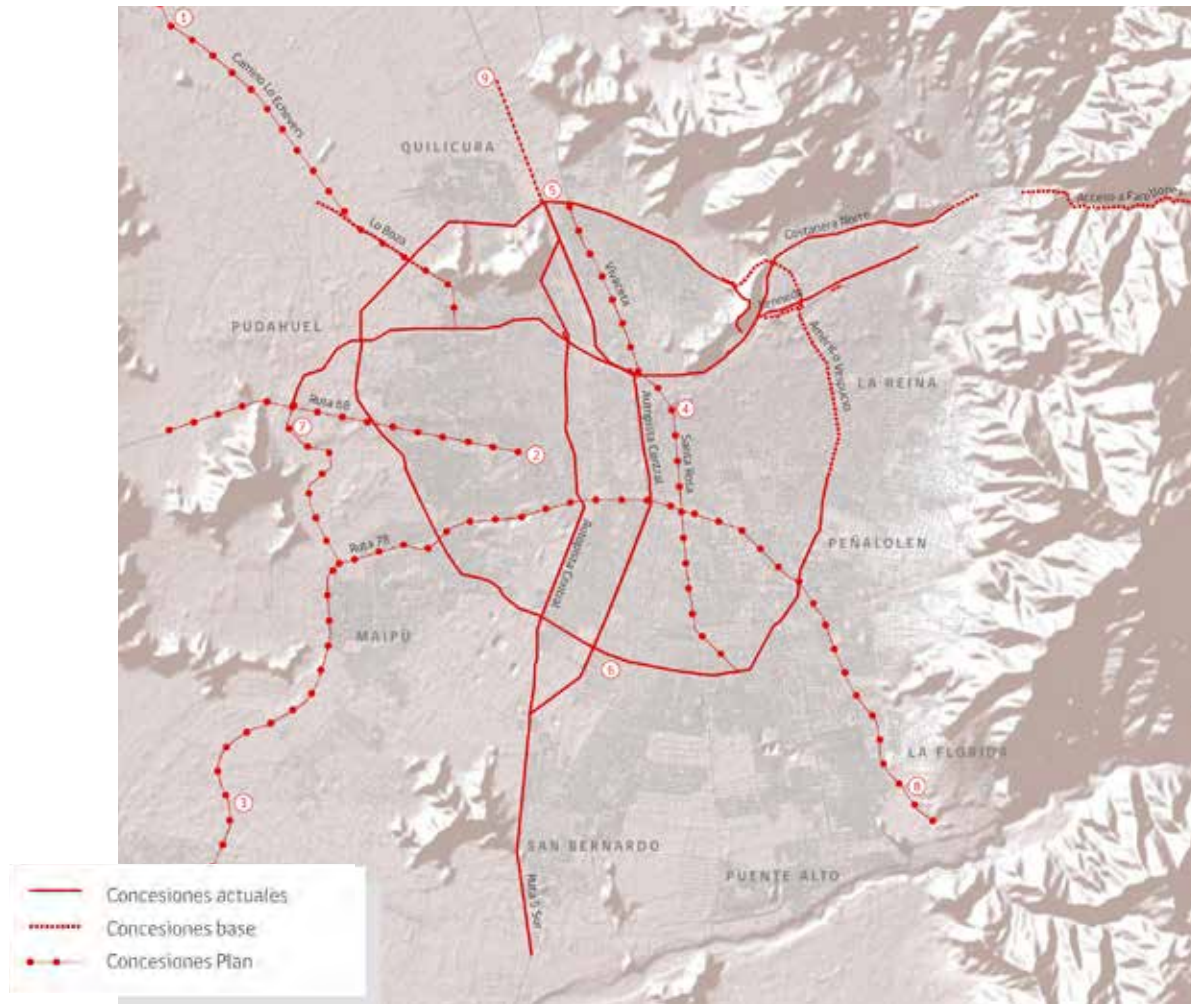 1
Camino Lo Echevers
9
QUILICURA
5
Acceso a Farellones
Costanera Norte
Lo Boza
Vivaceta
Kennedy
PUDAHUEL
Américo Vespucio
LA REINA
Ruta 68
7
4
2
Autopista Central
Santa Rosa
Ruta 78
Autopista Central
PEÑALOLEN
MAIPÚ
6
LA FLORIDA
3
8
SAN BERNARDO
PUENTE ALTO
Ruta 5 Sur
Concesiones actuales
Concesiones base
Concesiones Plan